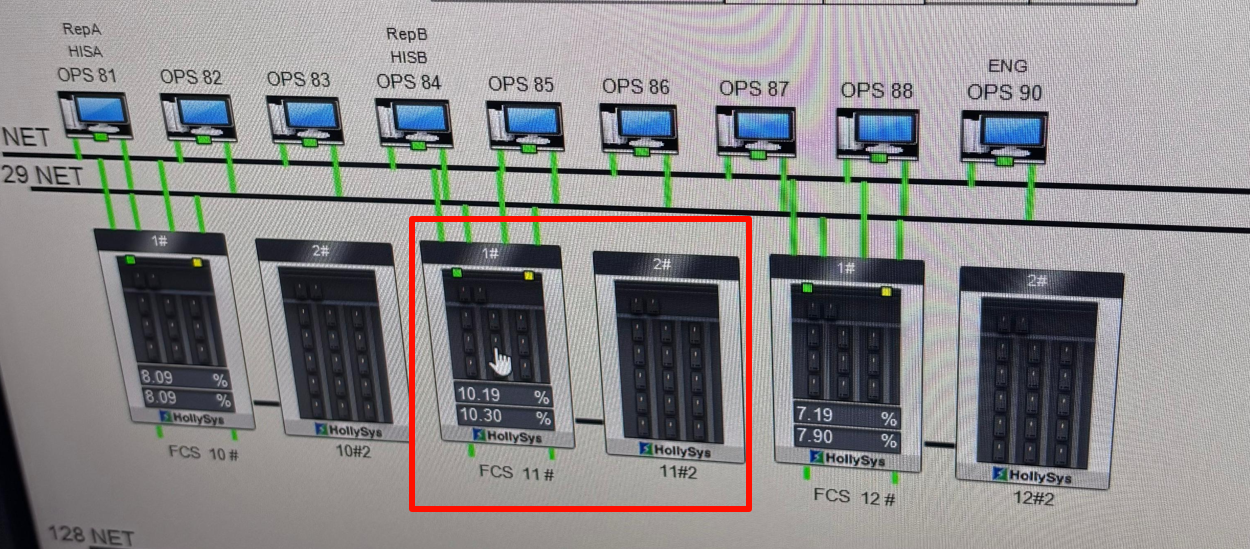 RepA
HISA
OPS 81
OPS 82
OPS 83
RepB
HISB
OPS 84
OPS 85
OPS 86
OPS 87
OPS 88
ENG
OPS 90
NET
29 NET
1#
8.09 %
8.09 %
HollySys
FCS 10 #
2#
HollySys
10#2
1#
10.19 %
10.30 %
HollySys
FCS 11 #
2#
HollySys
11#2
1#
7.19 %
7.90 %
HollySys
FCS 12 #
2#
HollySys
12#2
128 NET